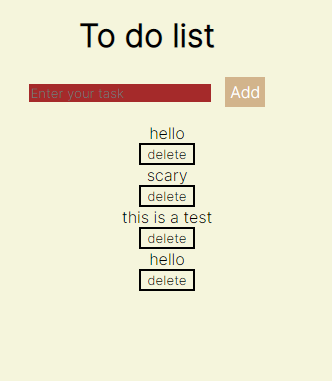 To do list
Enter your task Add
hello
delete
scary
delete
this is a test
delete
hello
delete